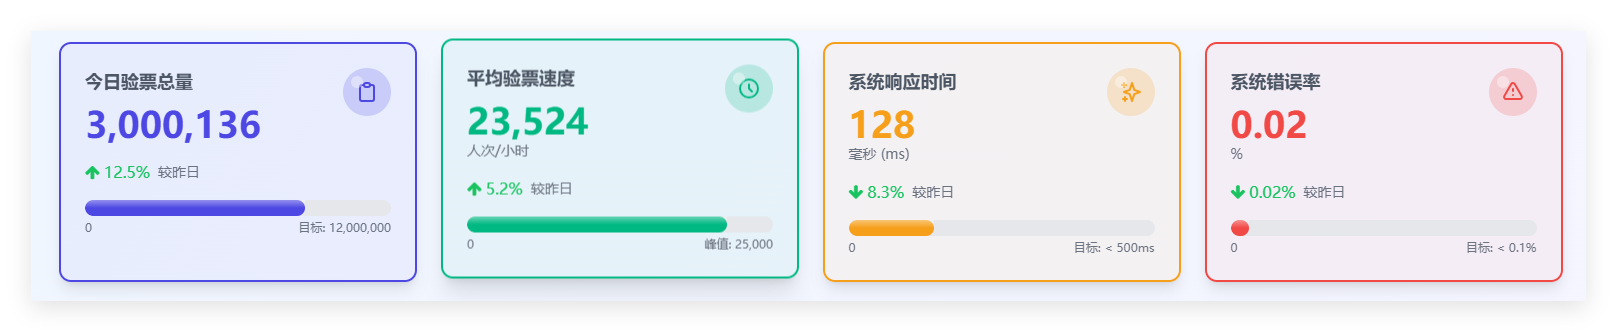 今日验票总量
3,000,136
12.5% 较昨日
0 目标: 12,000,000
平均验票速度
23,524
人次/小时
5.2% 较昨日
0 峰值: 25,000
系统响应时间
128
毫秒 (ms)
8.3% 较昨日
0 目标: < 500ms
系统错误率
0.02
%
0.02% 较昨日
0 目标: < 0.1%